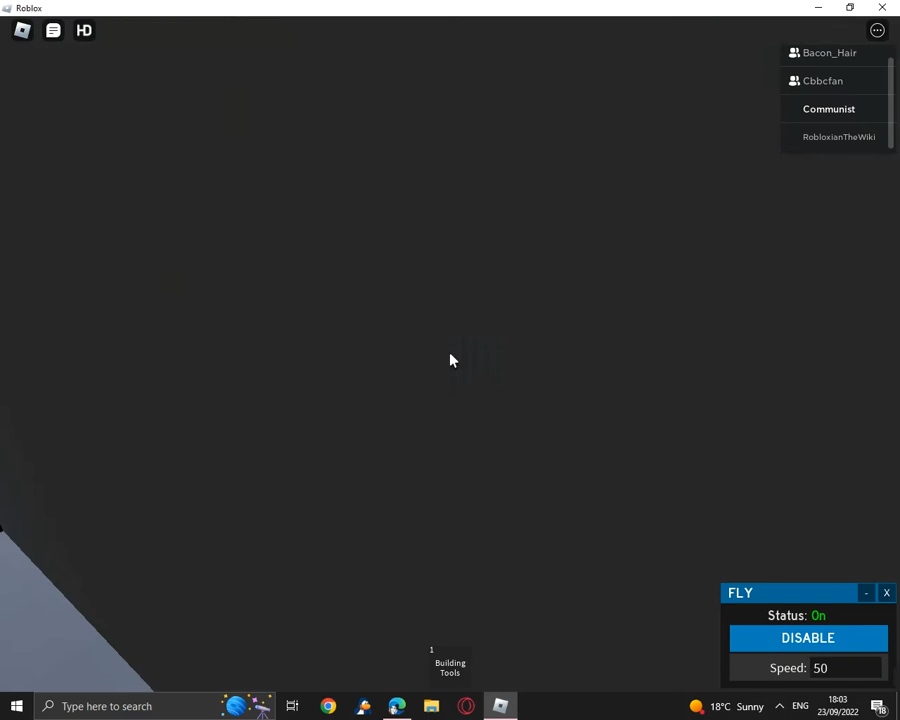 Roblox
HD
Bacon_Hair
Cbbcfan
Communist
RobloxianTheWiki
FLY
- X
Status: On
DISABLE
Speed: 50
1
Building
Tools
Type here to search
18°C Sunny
ENG
18:03
23/09/2022
18